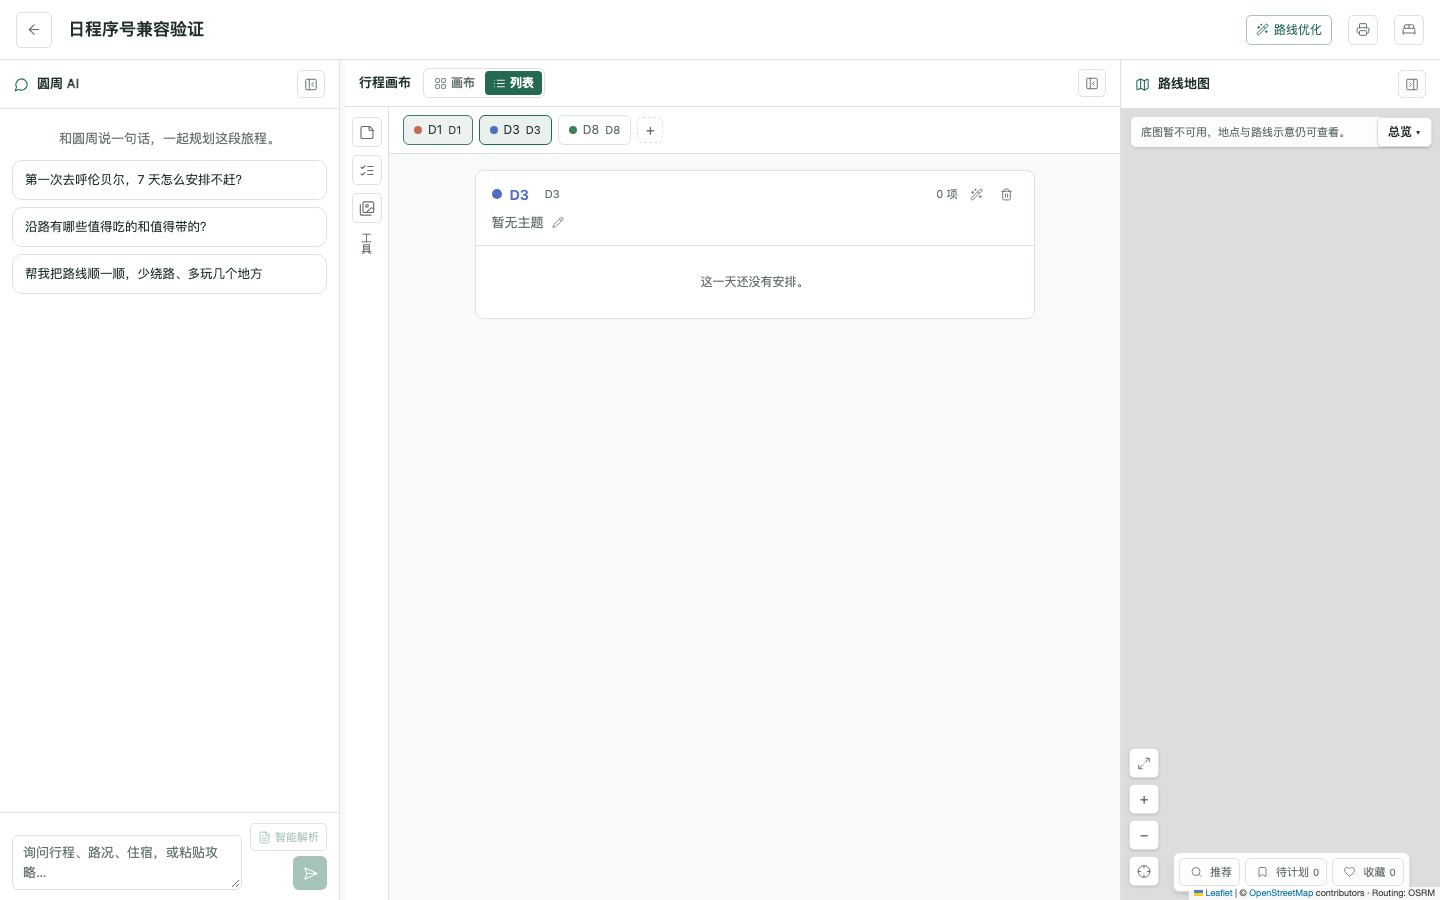 日程序号兼容验证
路线优化
圆周 AI
和圆周说一句话，一起规划这段旅程。
第一次去呼伦贝尔，7 天怎么安排不赶？
沿路有哪些值得吃的和值得带的？
帮我把路线顺一顺，少绕路、多玩几个地方
智能解析
询问行程、路况、住宿，或粘贴攻
略...
行程画布
画布
列表
工
具
D1 D1
D3 D3
D8 D8
+
D3 D3
0 项
暂无主题
这一天还没有安排。
路线地图
底图暂不可用，地点与路线示意仍可查看。
总览 ▾
+
−
推荐
待计划 0
收藏 0
Leaflet | © OpenStreetMap contributors · Routing: OSRM